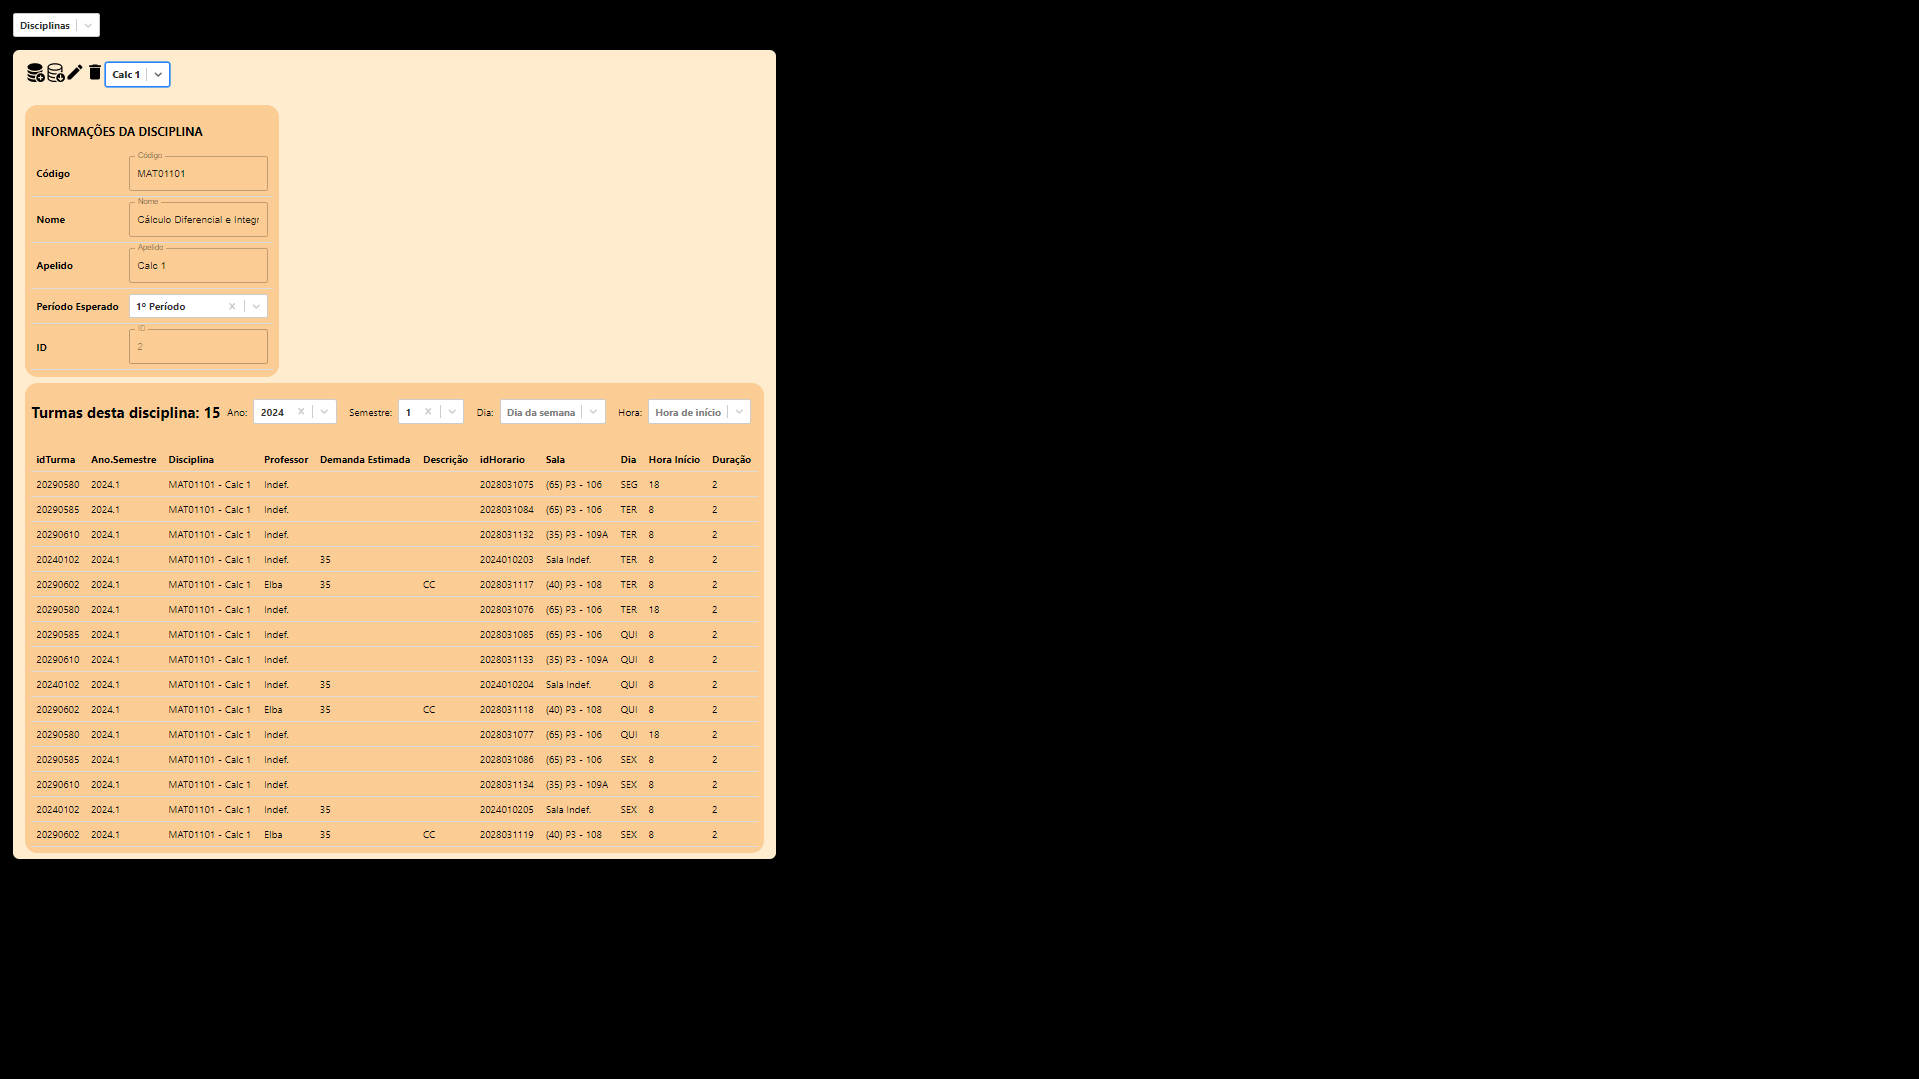 Disciplinas
Calc 1
INFORMAÇÕES DA DISCIPLINA
Código
Código MAT01101
Nome
Nome Cálculo Diferencial e Integr
Apelido
Apelido Calc 1
Período Esperado 1º Período
ID
ID 2
Turmas desta disciplina: 15 Ano: 2024 Semestre: 1 Dia: Dia da semana Hora: Hora de início
idTurma Ano.Semestre Disciplina Professor Demanda Estimada Descrição idHorario Sala Dia Hora Início Duração
20290580 2024.1 MAT01101 - Calc 1 Indef. 2028031075 (65) P3 - 106 SEG 18 2
20290585 2024.1 MAT01101 - Calc 1 Indef. 2028031084 (65) P3 - 106 TER 8 2
20290610 2024.1 MAT01101 - Calc 1 Indef. 2028031132 (35) P3 - 109A TER 8 2
20240102 2024.1 MAT01101 - Calc 1 Indef. 35 2024010203 Sala Indef. TER 8 2
20290602 2024.1 MAT01101 - Calc 1 Elba 35 CC 2028031117 (40) P3 - 108 TER 8 2
20290580 2024.1 MAT01101 - Calc 1 Indef. 2028031076 (65) P3 - 106 TER 18 2
20290585 2024.1 MAT01101 - Calc 1 Indef. 2028031085 (65) P3 - 106 QUI 8 2
20290610 2024.1 MAT01101 - Calc 1 Indef. 2028031133 (35) P3 - 109A QUI 8 2
20240102 2024.1 MAT01101 - Calc 1 Indef. 35 2024010204 Sala Indef. QUI 8 2
20290602 2024.1 MAT01101 - Calc 1 Elba 35 CC 2028031118 (40) P3 - 108 QUI 8 2
20290580 2024.1 MAT01101 - Calc 1 Indef. 2028031077 (65) P3 - 106 QUI 18 2
20290585 2024.1 MAT01101 - Calc 1 Indef. 2028031086 (65) P3 - 106 SEX 8 2
20290610 2024.1 MAT01101 - Calc 1 Indef. 2028031134 (35) P3 - 109A SEX 8 2
20240102 2024.1 MAT01101 - Calc 1 Indef. 35 2024010205 Sala Indef. SEX 8 2
20290602 2024.1 MAT01101 - Calc 1 Elba 35 CC 2028031119 (40) P3 - 108 SEX 8 2